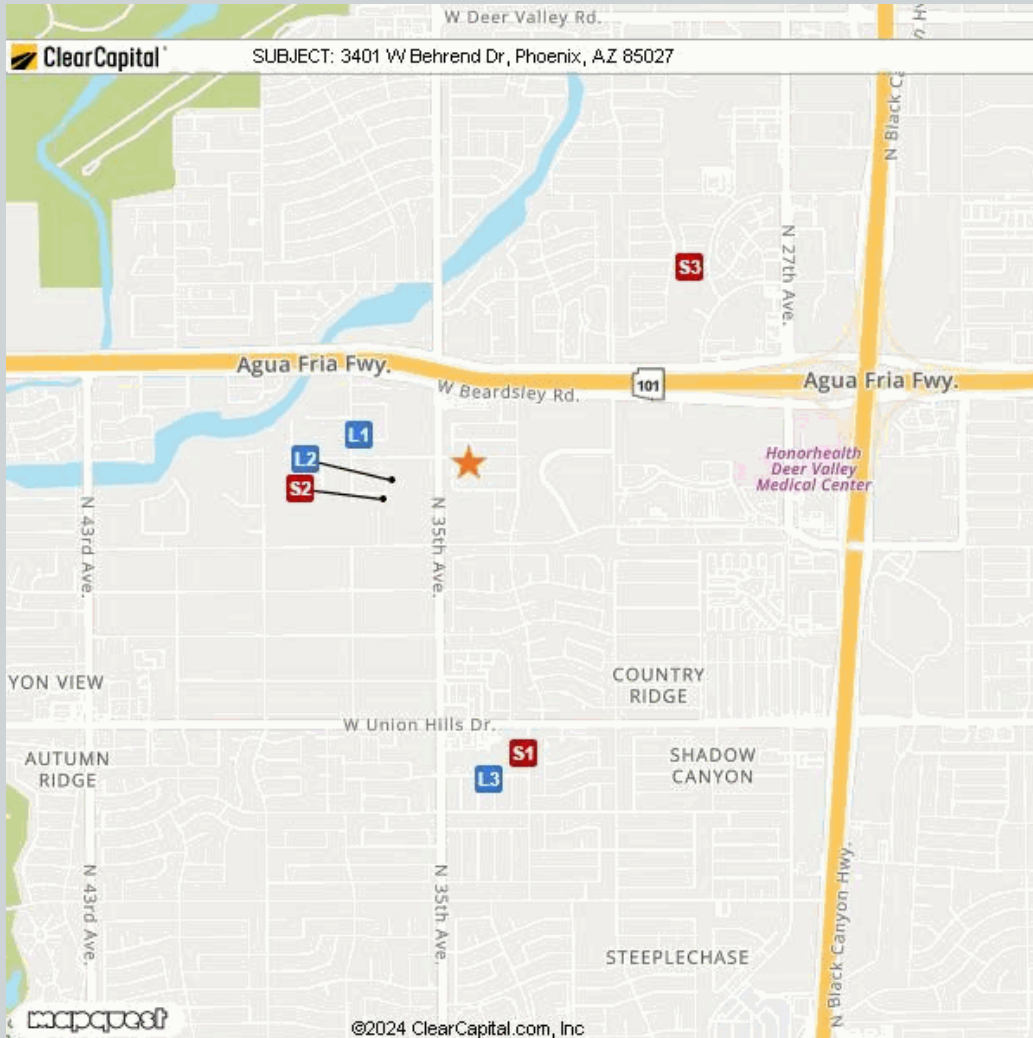 W Deer Valley Rd.
ClearCapital
SUBJECT: 3401 W Behrend Dr, Phoenix, AZ 85027
N Black Ca
N 27th Ave.
S3
Agua Fria Fwy.
W Beardsley Rd.
101
Agua Fria Fwy.
L1
L2
S2
Honorhealth
Deer Valley
Medical Center
N 43rd Ave.
N 35th Ave.
YON VIEW
COUNTRY
RIDGE
W Union Hills Dr.
AUTUMN
RIDGE
S1
L3
SHADOW
CANYON
N 43rd Ave.
N 35th Ave.
N Black Canyon Hwy.
STEEPLECHASE
mapquest
©2024 ClearCapital.com, Inc